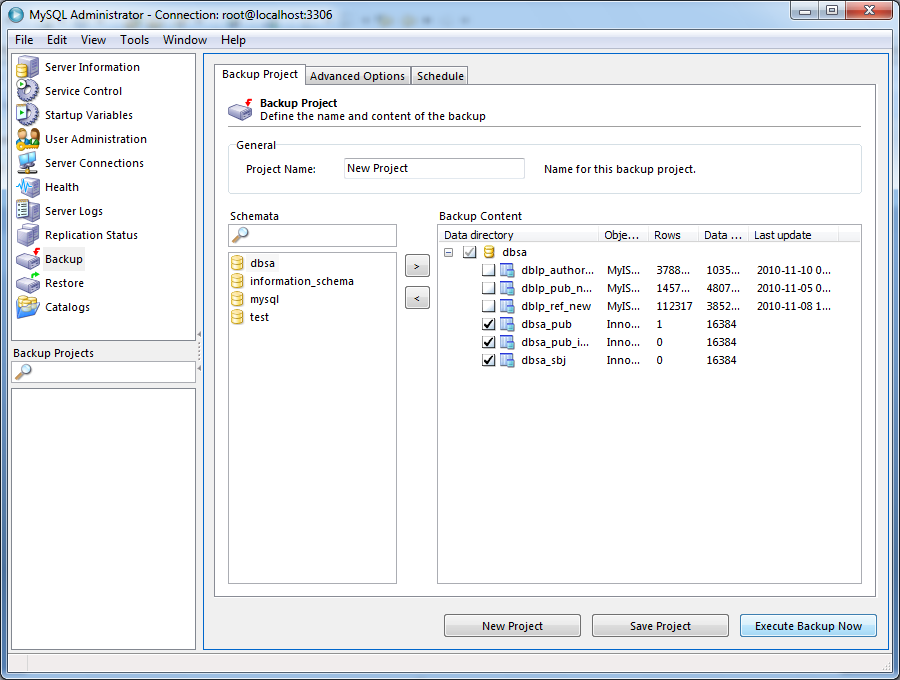 MySQL Administrator - Connection: root@localhost:3306
File Edit View Tools Window Help
Server Information
Service Control
Startup Variables
User Administration
Server Connections
Health
Server Logs
Replication Status
Backup
Restore
Catalogs
Backup Projects
Backup Project Advanced Options Schedule
Backup Project
Define the name and content of the backup
General
Project Name: New Project Name for this backup project.
Schemata
dbsa
information_schema
mysql
test
>
<
Backup Content
Data directory Obje... Rows Data ... Last update
dbsa
dblp_author... MyIS... 3788... 1035... 2010-11-10 0...
dblp_pub_n... MyIS... 1457... 4807... 2010-11-05 0...
dblp_ref_new MyIS... 112317 3852... 2010-11-08 1...
dbsa_pub Inno... 1 16384
dbsa_pub_i... Inno... 0 16384
dbsa_sbj Inno... 0 16384
New Project Save Project Execute Backup Now